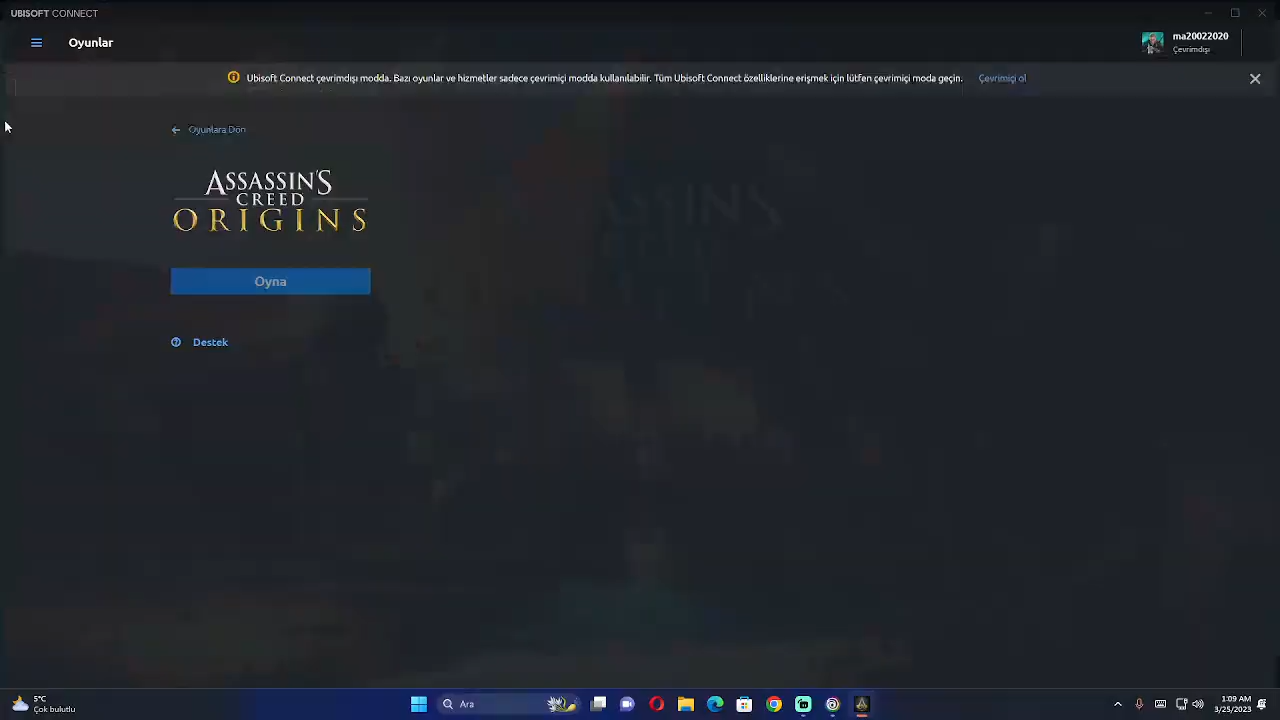 UBISOFT CONNECT
Oyunlar
ma20022020
Çevrimdışı
Ubisoft Connect çevrimdışı modda. Bazı oyunlar ve hizmetler sadece çevrimiçi modda kullanılabilir. Tüm Ubisoft Connect özelliklerine erişmek için lütfen çevrimiçi moda geçin. Çevrimiçi ol
Oyunlara Dön
ASSASSIN'S
CREED
ORIGINS
Oyna
Destek
5°C
Çok bulutlu
Ara
1:09 AM
3/25/2023